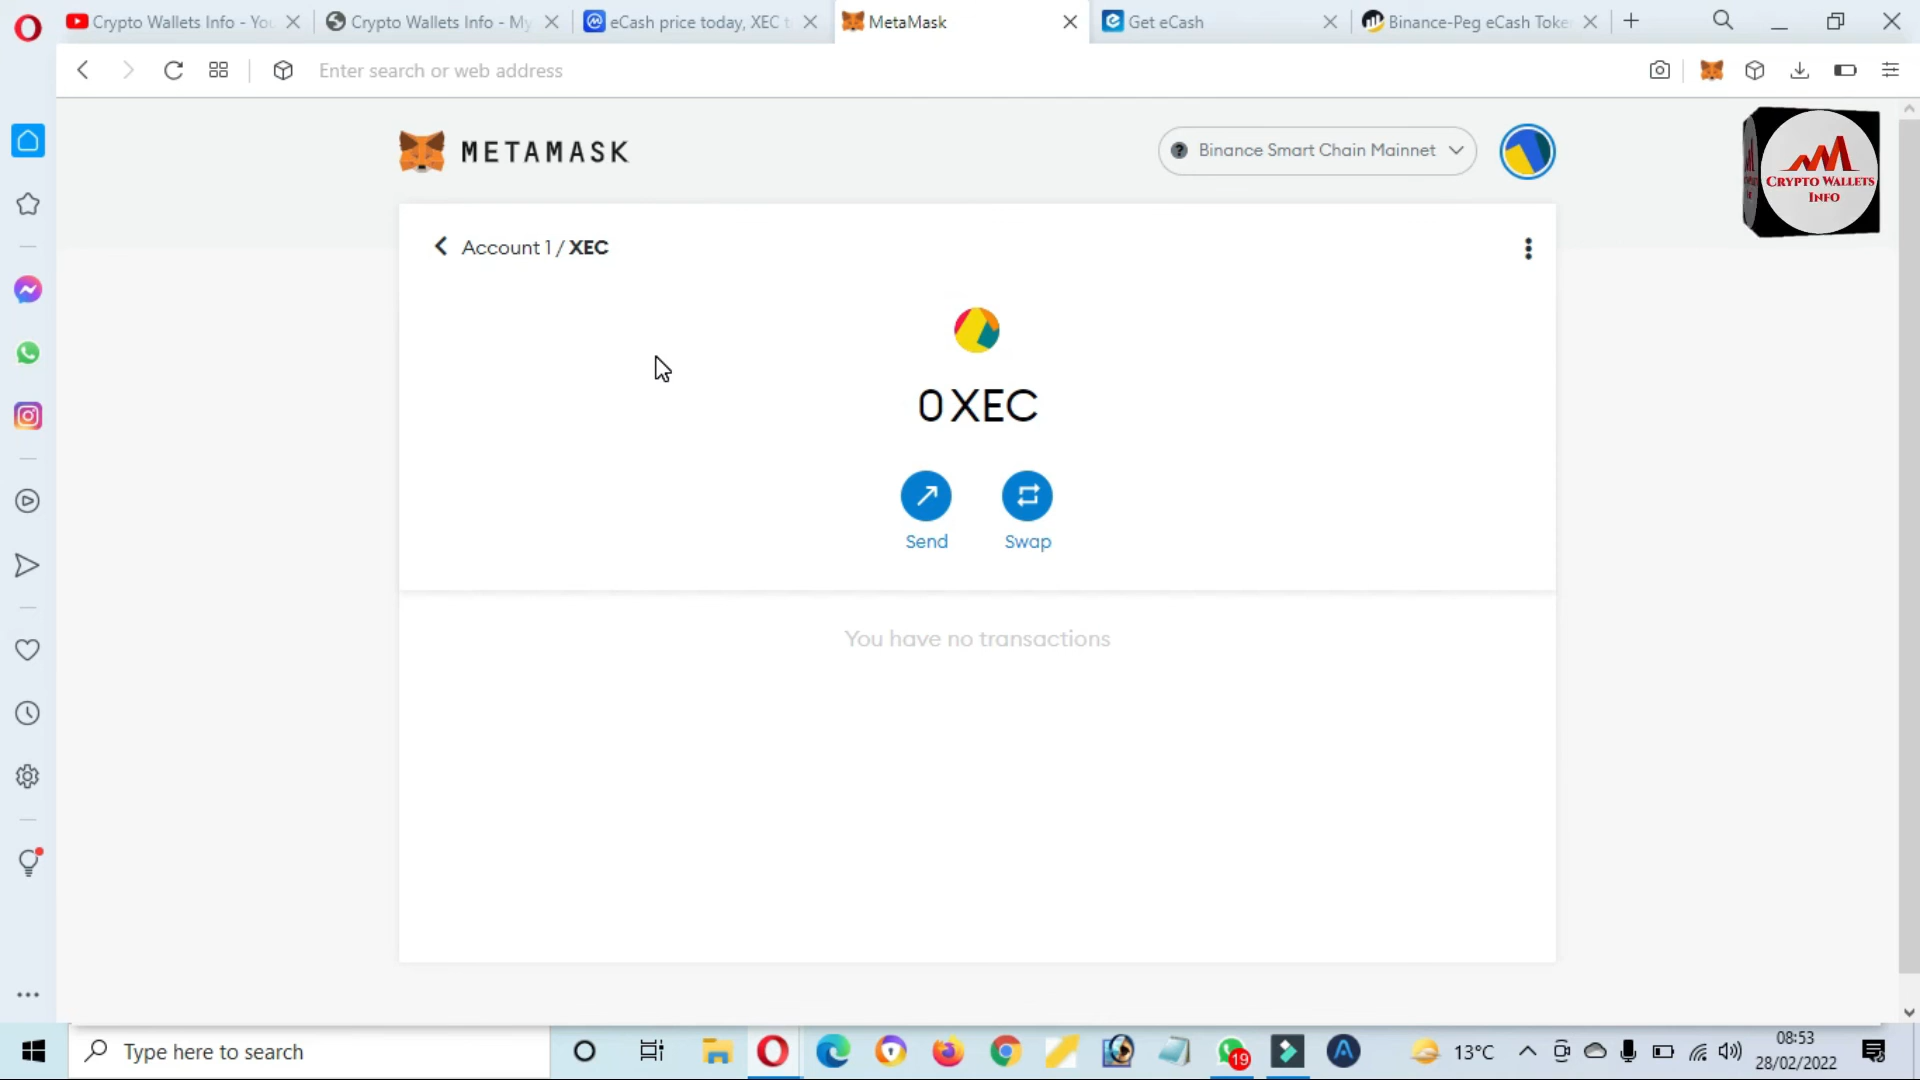 Crypto Wallets Info - You
Crypto Wallets Info - My
eCash price today, XEC t
MetaMask
Get eCash
Binance-Peg eCash Toke
Enter search or web address
METAMASK
Binance Smart Chain Mainnet
CRYPTO WALLETS
INFO
Account 1 / XEC
0 XEC
Send
Swap
You have no transactions
Type here to search
19
13°C
08:53
28/02/2022